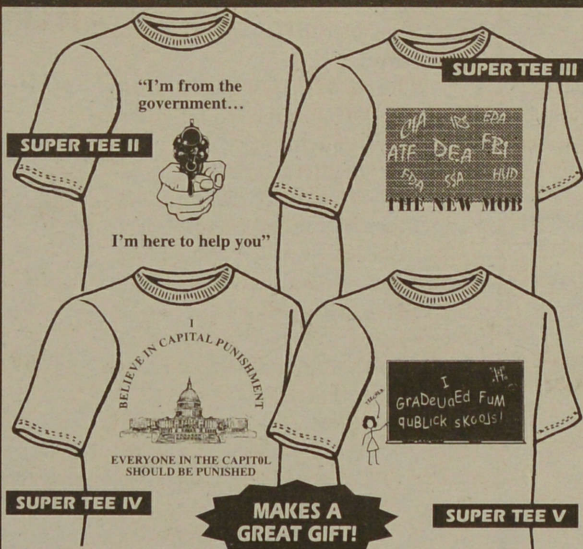 "I'm from the
government...
SUPER TEE II
I'm here to help you"
SUPER TEE III
CIA IRS EPA
ATF DEA FBI
FDA SSA HUD
THE NEW MOB
I
BELIEVE IN CAPITAL PUNISHMENT
EVERYONE IN THE CAPITOL
SHOULD BE PUNISHED
SUPER TEE IV
I
GrADeUaEd FuM
quBLick skGols!
SUPER TEE V
MAKES A
GREAT GIFT!